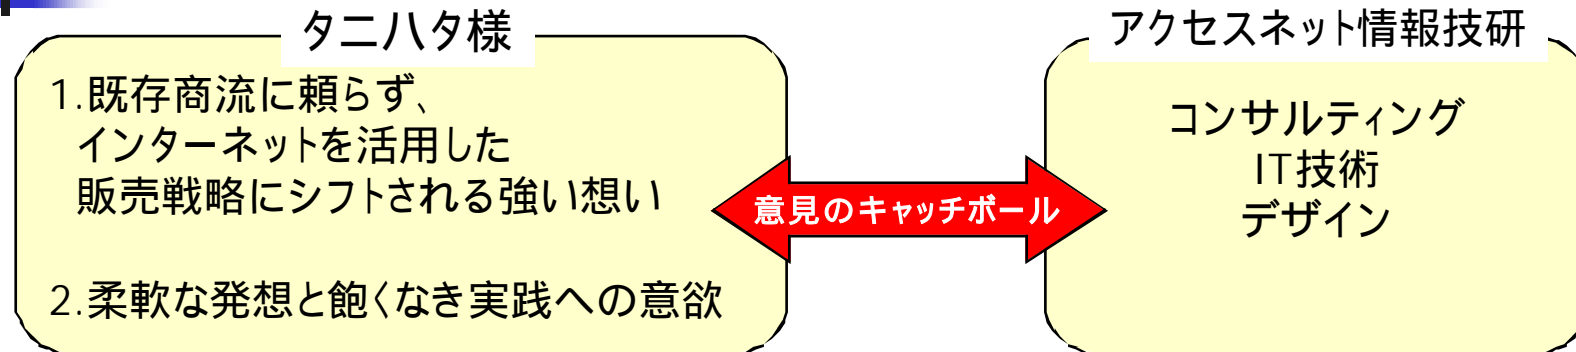 タニハタ様
1.既存商流に頼らず、
インターネットを活用した
販売戦略にシフトされる強い想い
2.柔軟な発想と飽くなき実践への意欲
意見のキャッチボール
アクセスネット情報技研
コンサルティング
IT技術
デザイン